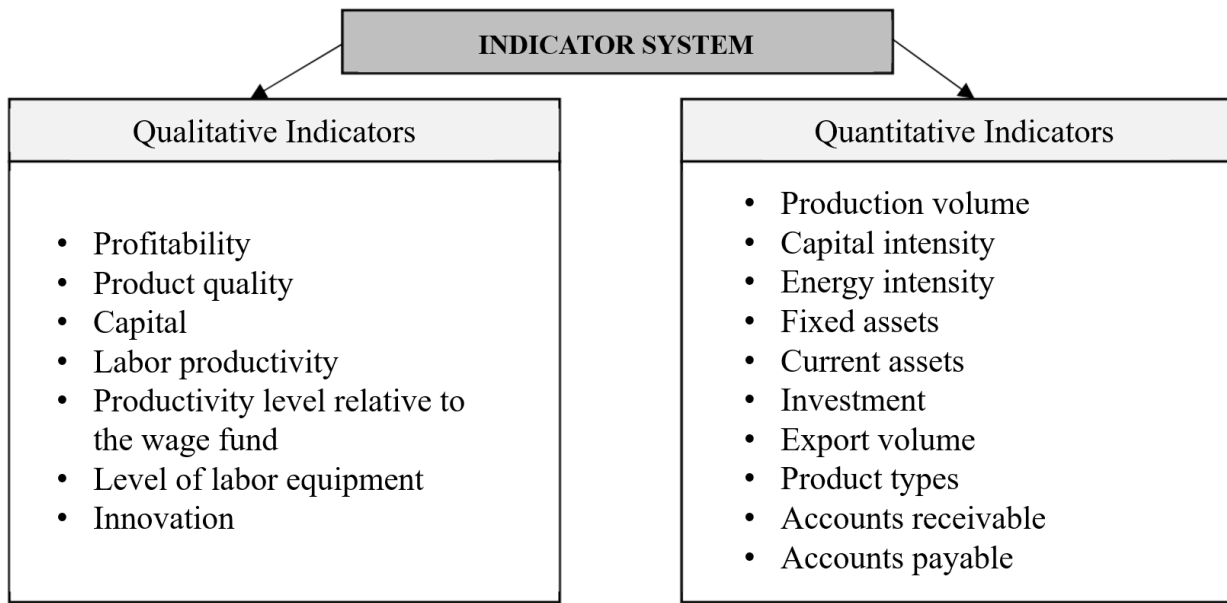 INDICATOR SYSTEM
Qualitative Indicators
• Profitability
• Product quality
• Capital
• Labor productivity
• Productivity level relative to
the wage fund
• Level of labor equipment
• Innovation
Quantitative Indicators
• Production volume
• Capital intensity
• Energy intensity
• Fixed assets
• Current assets
• Investment
• Export volume
• Product types
• Accounts receivable
• Accounts payable